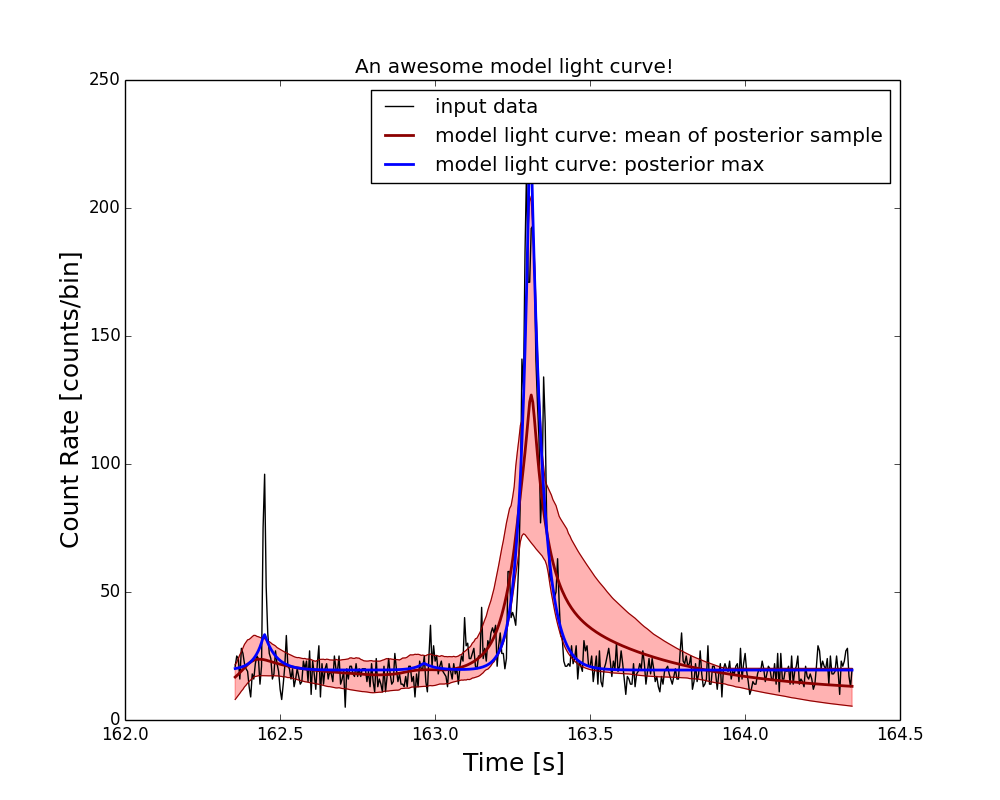 An awesome model light curve!
250
200
150
100
50
0
Count Rate [counts/bin]
input data
model light curve: mean of posterior sample
model light curve: posterior max
162.0 162.5 163.0 163.5 164.0 164.5
Time [s]